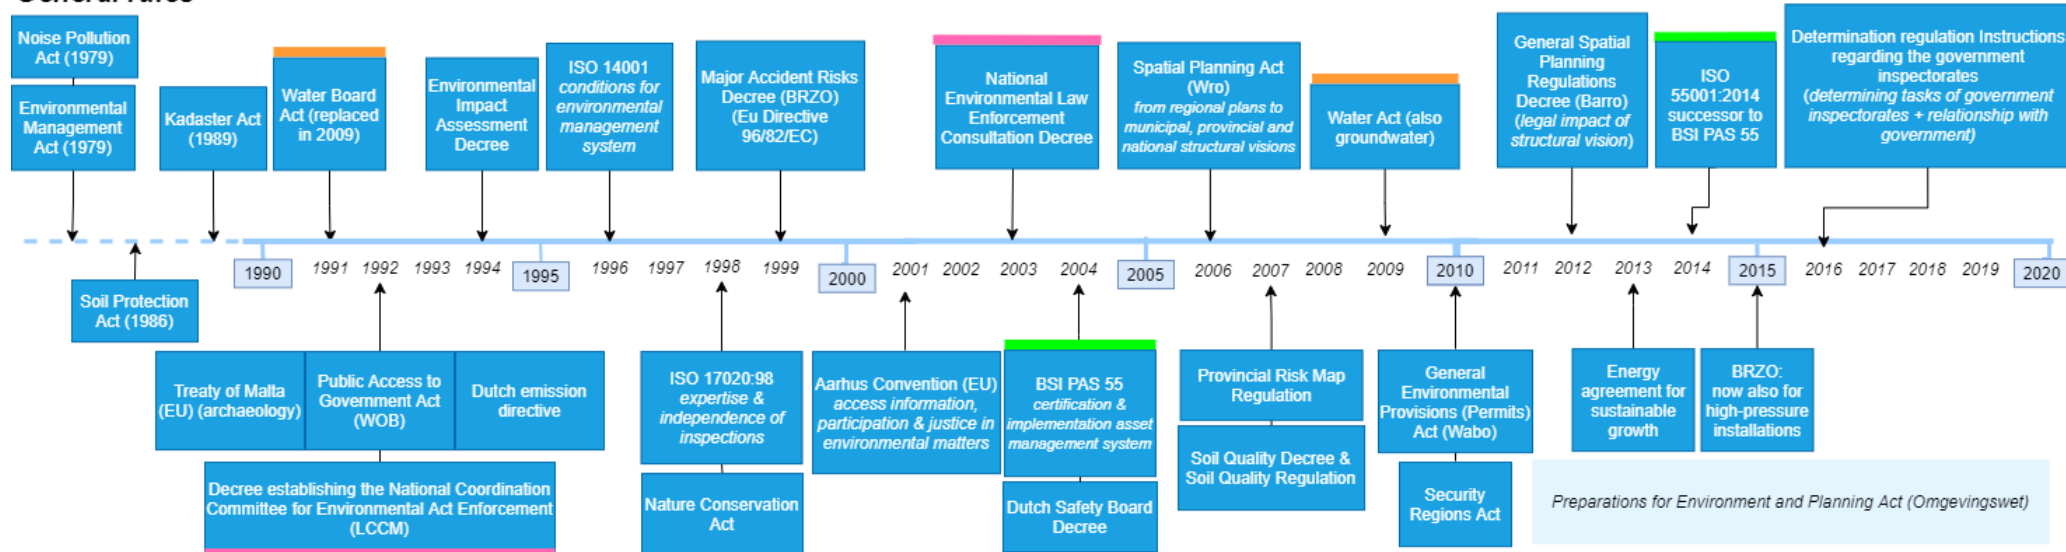 General rules
Noise Pollution
Act (1979)
Environmental
Management
Act (1979)
Kadaster Act
(1989)
Water Board
Act (replaced
in 2009)
Environmental
Impact
Assessment
Decree
ISO 14001
conditions for
environmental
management
system
Major Accident Risks
Decree (BRZO)
(Eu Directive
96/82/EC)
National
Environmental Law
Enforcement
Consultation Decree
Spatial Planning Act
(Wro)
from regional plans to
municipal, provincial and
national structural visions
Water Act (also
groundwater)
General Spatial
Planning
Regulations
Decree (Barro)
(legal impact of
structural vision)
ISO
55001:2014
successor to
BSI PAS 55
Determination regulation Instructions
regarding the government
inspectorates
(determining tasks of government
inspectorates + relationship with
government)
1990 1991 1992 1993 1994 1995 1996 1997 1998 1999 2000 2001 2002 2003 2004 2005 2006 2007 2008 2009 2010 2011 2012 2013 2014 2015 2016 2017 2018 2019 2020
Soil Protection
Act (1986)
Treaty of Malta
(EU) (archaeology)
Public Access to
Government Act
(WOB)
Dutch emission
directive
Decree establishing the National Coordination
Committee for Environmental Act Enforcement
(LCCM)
ISO 17020:98
expertise &
independence of
inspections
Nature Conservation
Act
Aarhus Convention (EU)
access information,
participation & justice in
environmental matters
BSI PAS 55
certification &
implementation asset
management system
Dutch Safety Board
Decree
Provincial Risk Map
Regulation
Soil Quality Decree &
Soil Quality Regulation
General
Environmental
Provisions (Permits)
Act (Wabo)
Security
Regions Act
Energy
agreement for
sustainable
growth
BRZO:
now also for
high-pressure
installations
Preparations for Environment and Planning Act (Omgevingswet)